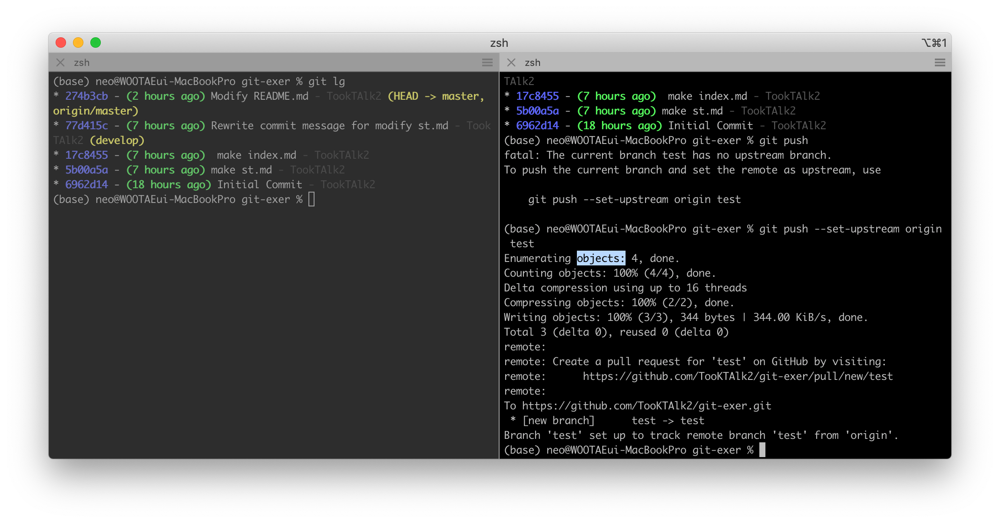 zsh
⌥⌘1
zsh
(base) neo@WOOTAEui-MacBookPro git-exer % git lg
* 274b3cb - (2 hours ago) Modify README.md - TookTAlk2 (HEAD -> master,
origin/master)
* 77d415c - (7 hours ago) Rewrite commit message for modify st.md - Took
TAlk2 (develop)
* 17c8455 - (7 hours ago)  make index.md - TookTAlk2
* 5b00a5a - (7 hours ago) make st.md - TookTAlk2
* 6962d14 - (18 hours ago) Initial Commit - TookTAlk2
(base) neo@WOOTAEui-MacBookPro git-exer %
zsh
TAlk2
* 17c8455 - (7 hours ago)  make index.md - TookTAlk2
* 5b00a5a - (7 hours ago) make st.md - TookTAlk2
* 6962d14 - (18 hours ago) Initial Commit - TookTAlk2
(base) neo@WOOTAEui-MacBookPro git-exer % git push
fatal: The current branch test has no upstream branch.
To push the current branch and set the remote as upstream, use
    git push --set-upstream origin test
(base) neo@WOOTAEui-MacBookPro git-exer % git push --set-upstream origin
 test
Enumerating objects: 4, done.
Counting objects: 100% (4/4), done.
Delta compression using up to 16 threads
Compressing objects: 100% (2/2), done.
Writing objects: 100% (3/3), 344 bytes | 344.00 KiB/s, done.
Total 3 (delta 0), reused 0 (delta 0)
remote:
remote: Create a pull request for 'test' on GitHub by visiting:
remote:      https://github.com/TooKTAlk2/git-exer/pull/new/test
remote:
To https://github.com/TooKTAlk2/git-exer.git
 * [new branch]      test -> test
Branch 'test' set up to track remote branch 'test' from 'origin'.
(base) neo@WOOTAEui-MacBookPro git-exer %